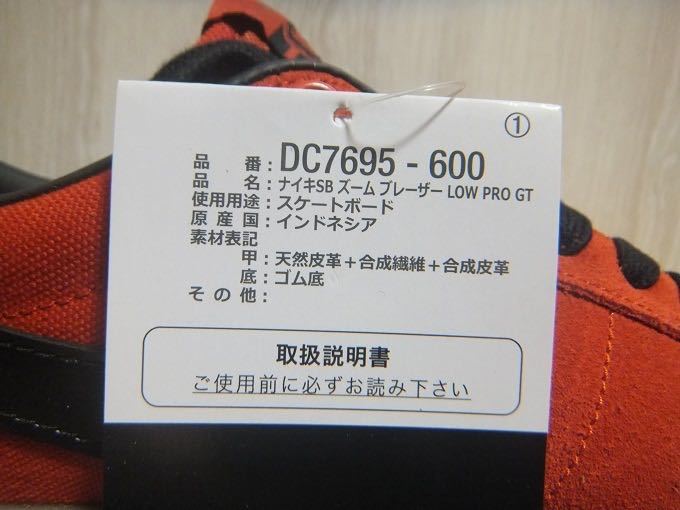 ①
品 番：DC7695 - 600
品 名：ナイキSB ズーム ブレーザー LOW PRO GT
使用用途：スケートボード
原 産 国：インドネシア
素材表記
甲：天然皮革＋合成繊維＋合成皮革
底：ゴム底
そ の 他：
取扱説明書
ご使用前に必ずお読み下さい